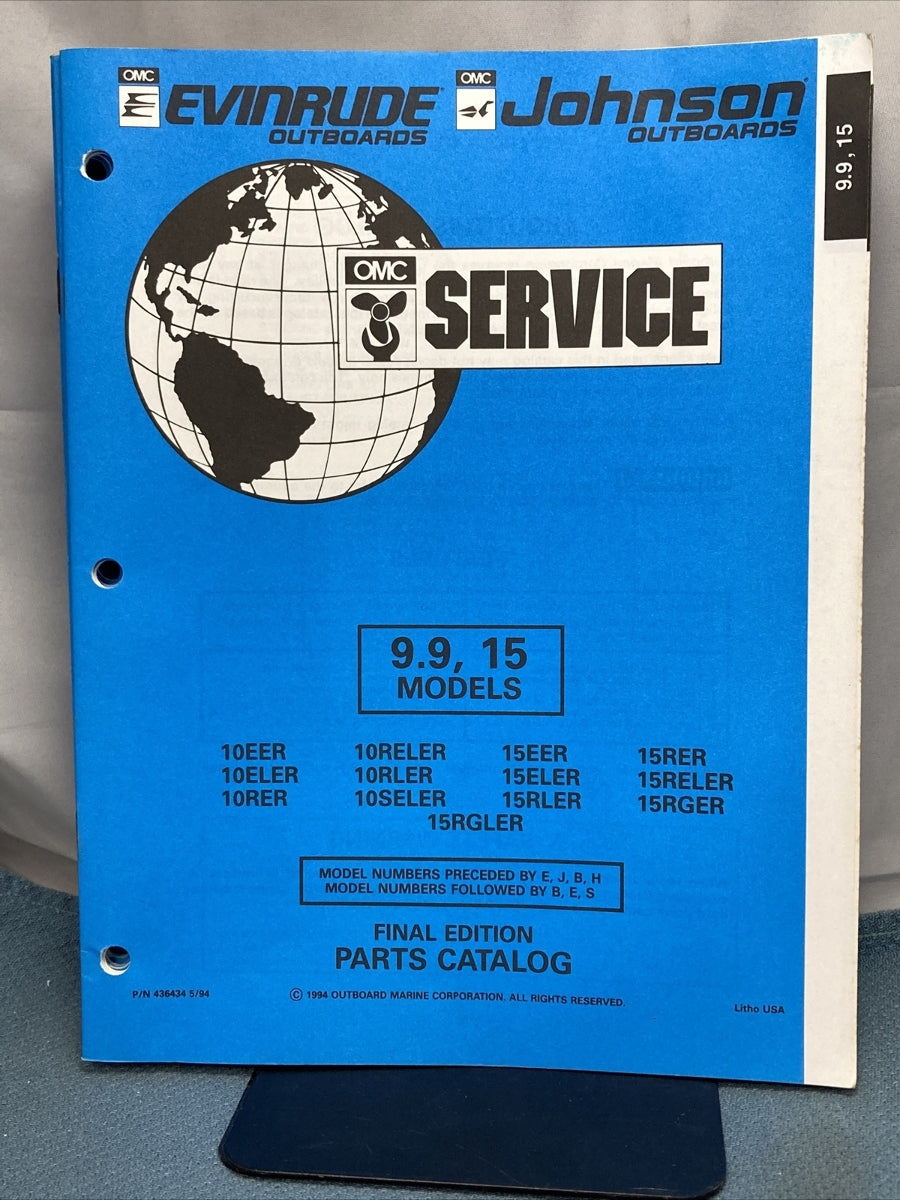 OMC EVINRUDE OUTBOARDS
OMC Johnson OUTBOARDS
9.9, 15
OMC SERVICE
9.9, 15
MODELS
10EER 10RELER 15EER 15RER
10ELER 10RLER 15ELER 15RELER
10RER 10SELER 15RLER 15RGER
15RGLER
MODEL NUMBERS PRECEDED BY E, J, B, H
MODEL NUMBERS FOLLOWED BY B, E, S
FINAL EDITION
PARTS CATALOG
P/N 436434 5/94 © 1994 OUTBOARD MARINE CORPORATION. ALL RIGHTS RESERVED. Litho USA